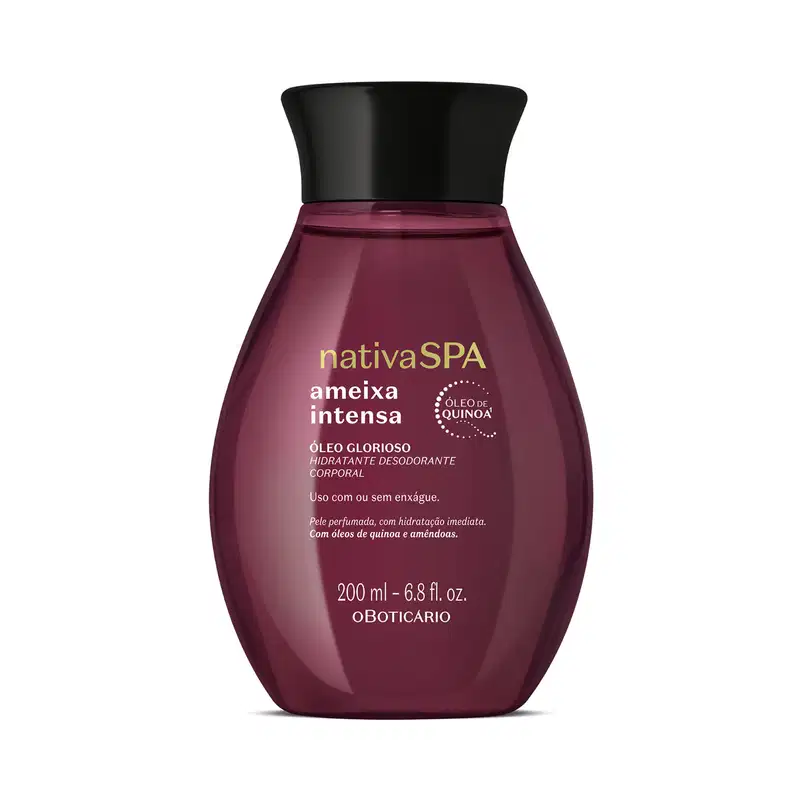 nativaSPA
ameixa
intensa
ÓLEO DE
QUINOA¹
ÓLEO GLORIOSO
HIDRATANTE DESODORANTE
CORPORAL
Uso com ou sem enxágue.
Pele perfumada, com hidratação imediata.
Com óleos de quinoa e amêndoas.
200 ml – 6.8 fl. oz.
oBOTICÁRIO